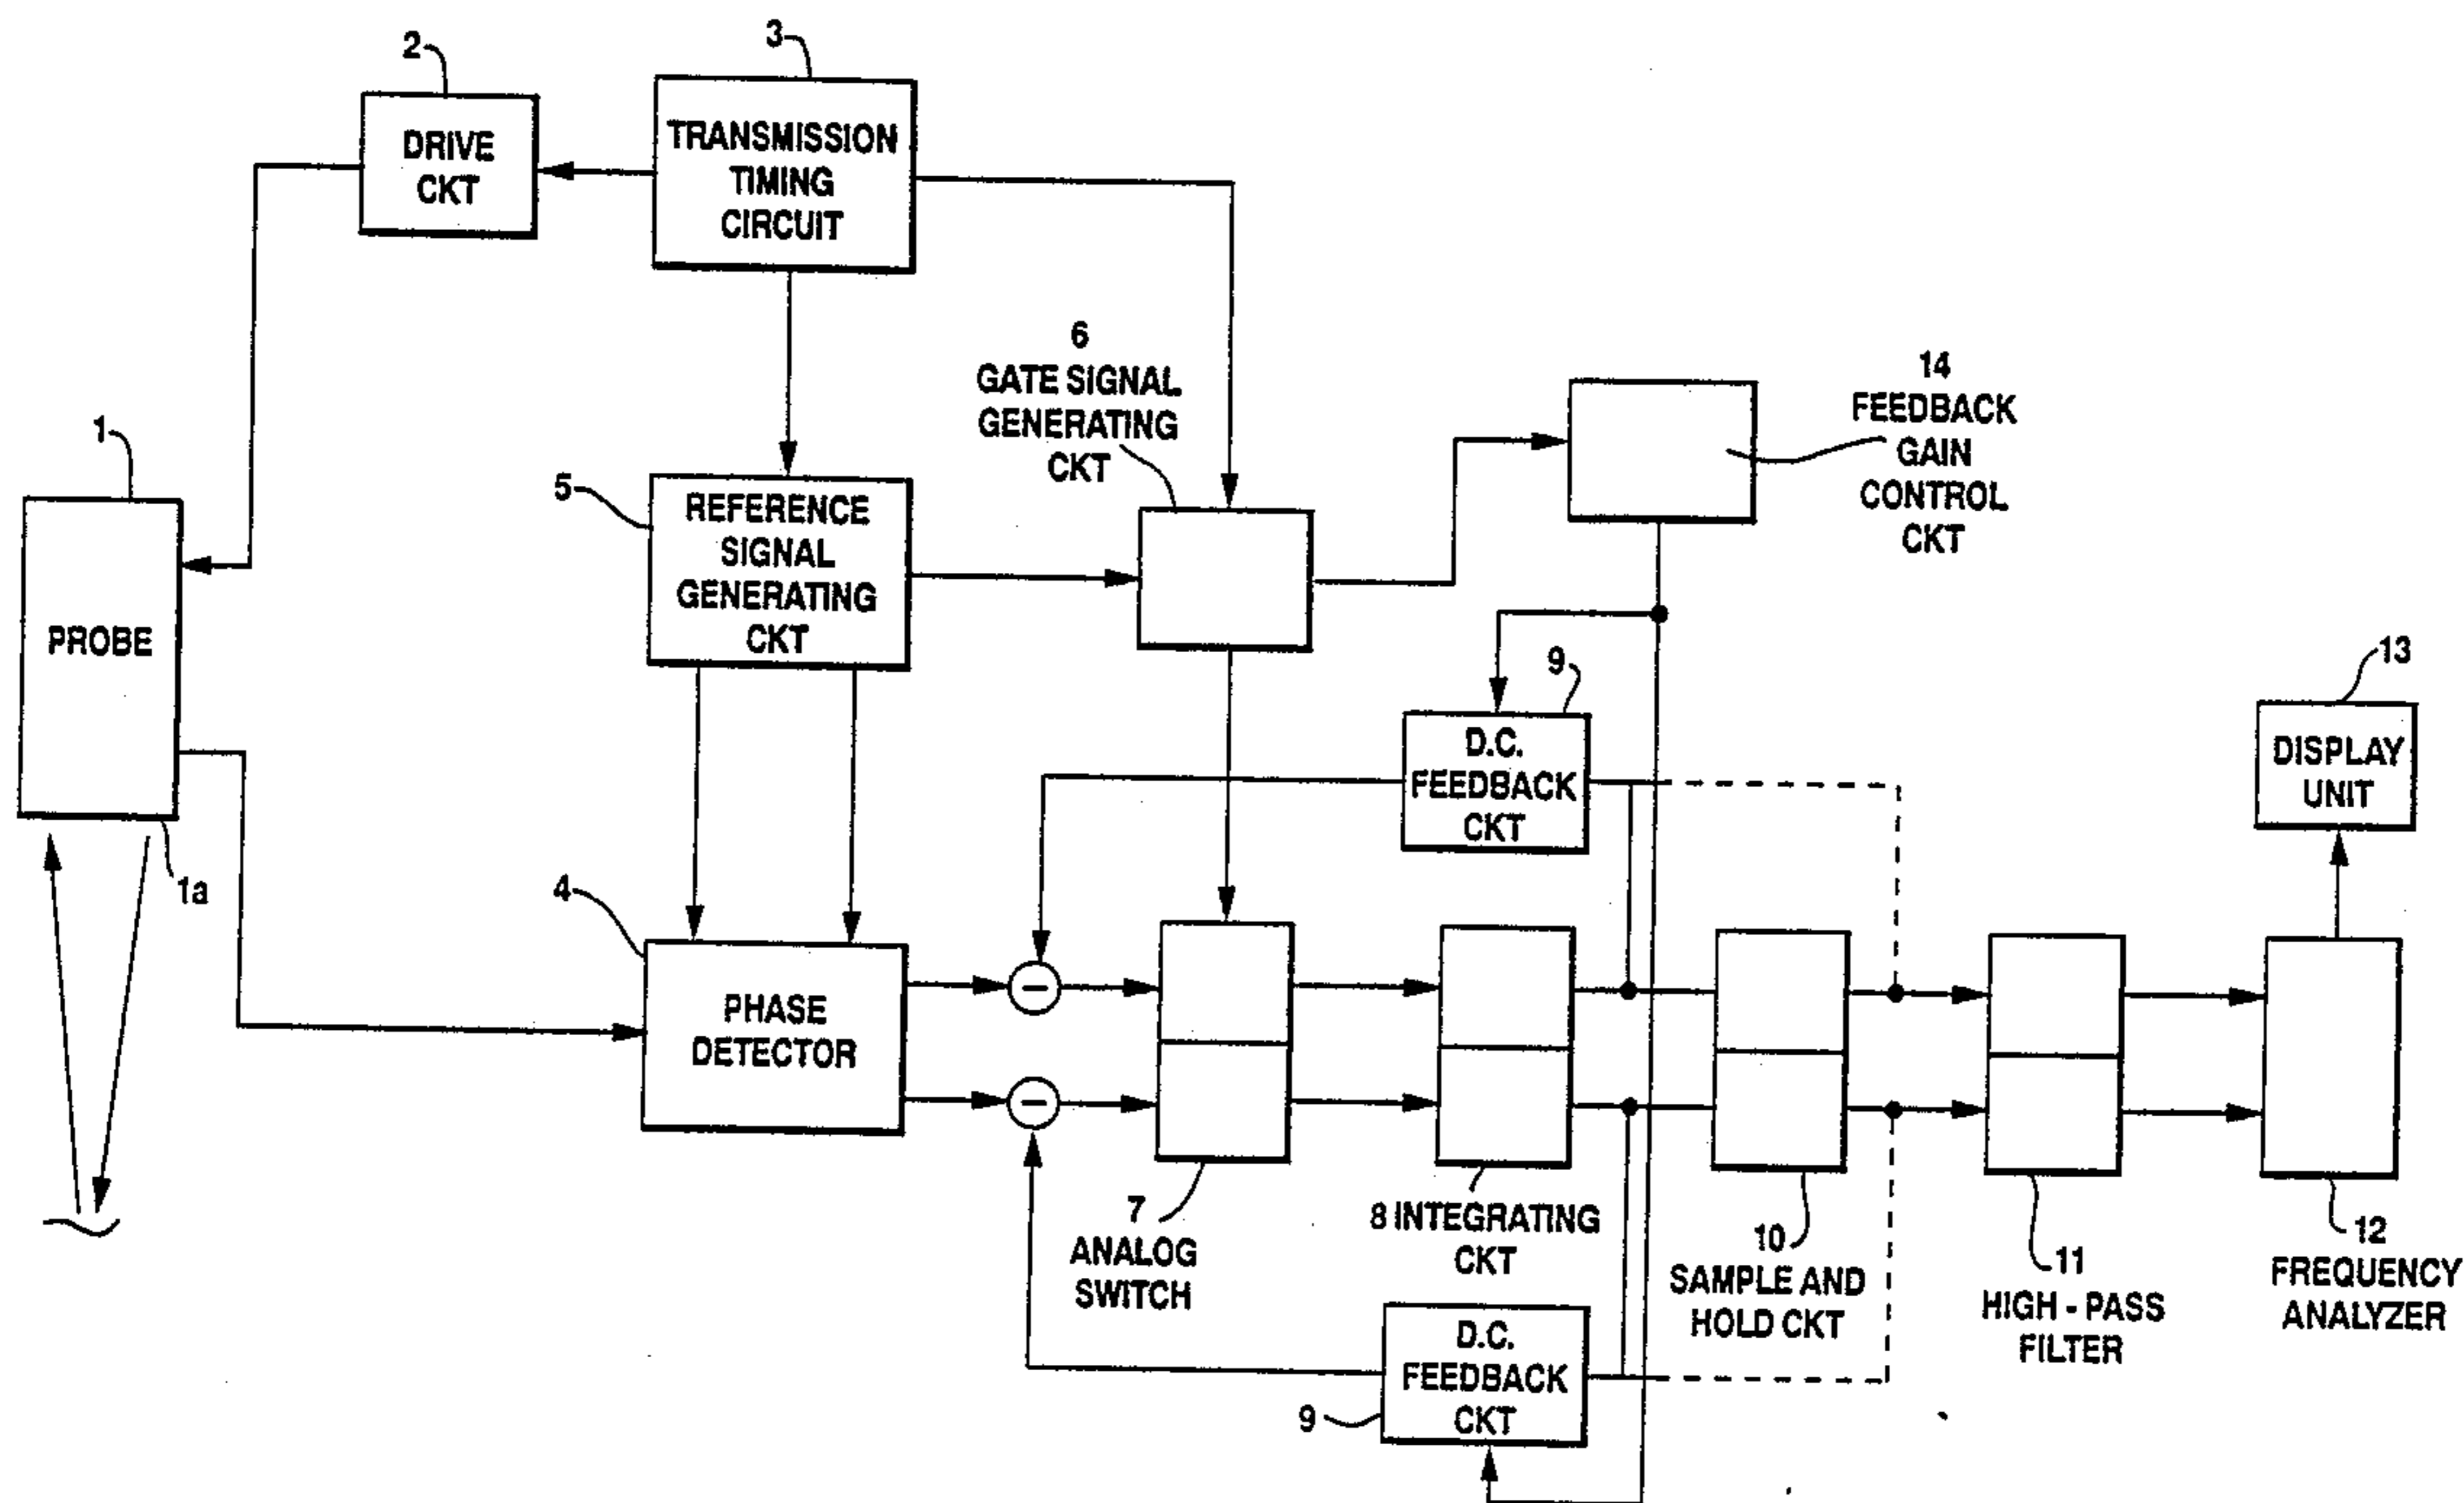 2
DRIVE
CKT
3
TRANSMISSION
TIMING
CIRCUIT
1
PROBE
1a
5
REFERENCE
SIGNAL
GENERATING
CKT
6
GATE SIGNAL
GENERATING
CKT
14
FEEDBACK
GAIN
CONTROL
CKT
9
D.C.
FEEDBACK
CKT
13
DISPLAY
UNIT
4
PHASE
DETECTOR
−
−
7
ANALOG
SWITCH
8 INTEGRATING
CKT
10
SAMPLE AND
HOLD CKT
11
HIGH - PASS
FILTER
12
FREQUENCY
ANALYZER
D.C.
FEEDBACK
CKT
9